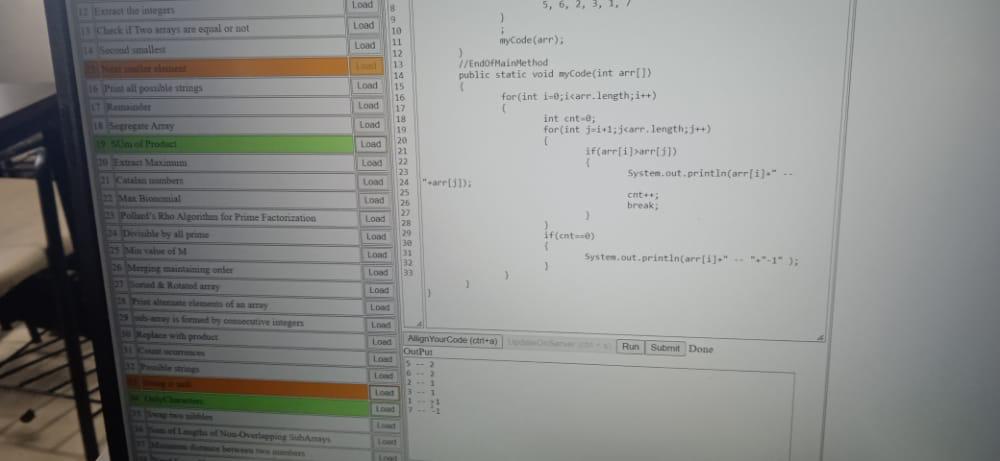 12 Extract the integers Load
13 Check if Two arrays are equal or not Load
14 Second smallest Load
15 Next smaller element Load
16 Print all possible strings Load
17 Remainder Load
18 Segregate Array Load
19 SUm of Product Load
20 Extract Maximum Load
21 Catalan numbers Load
22 Max Bionomial Load
23 Pollard's Rho Algorithm for Prime Factorization Load
24 Divisible by all prime Load
25 Min value of M Load
26 Merging maintaining order Load
27 Sorted & Rotated array Load
28 Print alternate elements of an array Load
29 sub-array is formed by consecutive integers Load
30 Replace with product Load
31 Count ocurrences Load
32 Possible strings Load
Load
34 OnlyCharacters Load
35 Swap two nibbles Load
36 Sum of Lengths of Non-Overlapping SubArrays Load
37 Minimum distance between two numbers Load
8
9
10
11
12
13
14
15
16
17
18
19
20
21
22
23
24
25
26
27
28
29
30
31
32
33
5, 6, 2, 3, 1, 7
}
;
myCode(arr);
}
//EndOfMainMethod
public static void myCode(int arr[])
{
for(int i=0;i<arr.length;i++)
{
int cnt=0;
for(int j=i+1;j<arr.length;j++)
{
if(arr[i]>arr[j])
{
System.out.println(arr[i]+" --
"+arr[j]);
cnt++;
break;
}
}
if(cnt==0)
{
System.out.println(arr[i]+" -- "+"-1" );
}
}
}
}
AllignYourCode (ctrl+a) UpdateOnServer (ctrl + s) Run Submit Done
OutPut
5 -- 2
6 -- 2
2 -- 1
3 -- 1
1 -- -1
7 -- -1